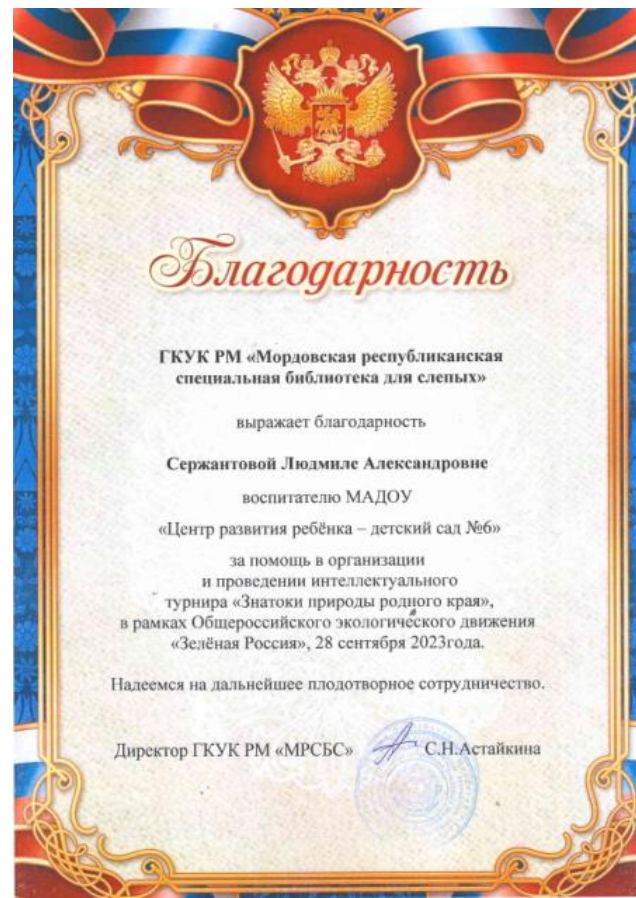 Благодарность
ГКУК РМ «Мордовская республиканская
специальная библиотека для слепых»
выражает благодарность
Сержантовой Людмиле Александровне
воспитателю МАДОУ
«Центр развития ребёнка – детский сад №6»
за помощь в организации
и проведении интеллектуального
турнира «Знатоки природы родного края»,
в рамках Общероссийского экологического движения
«Зелёная Россия», 28 сентября 2023года.
Надеемся на дальнейшее плодотворное сотрудничество.
Директор ГКУК РМ «МРСБС» С.Н.Астайкина